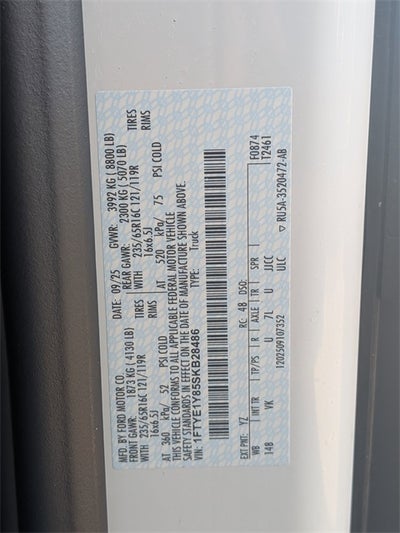 MFD. BY FORD MOTOR CO. DATE: 09/25 GVWR: 3992 KG ( 8800 LB)
FRONT GAWR: 1873 KG ( 4130 LB) REAR GAWR: 2300 KG ( 5070 LB)
WITH 235/65R16C 121/119R TIRES WITH 235/65R16C 121/119R TIRES
16x6.5J RIMS 16x6.5J RIMS
AT 360 kPa/ 52 PSI COLD AT 520 kPa/ 75 PSI COLD
THIS VEHICLE CONFORMS TO ALL APPLICABLE FEDERAL MOTOR VEHICLE
SAFETY STANDARDS IN EFFECT ON THE DATE OF MANUFACTURE SHOWN ABOVE.
VIN: 1FTYE1Y85SKB28486 TYPE: Truck
EXT PNT: YZ RC: 48 DSO: F0874
WB INT TR TP/PS R AXLE TR SPR T2461
148 VK U 7L U JJCC
1202509107352 ULC ▽ RU5A-3520472-AB